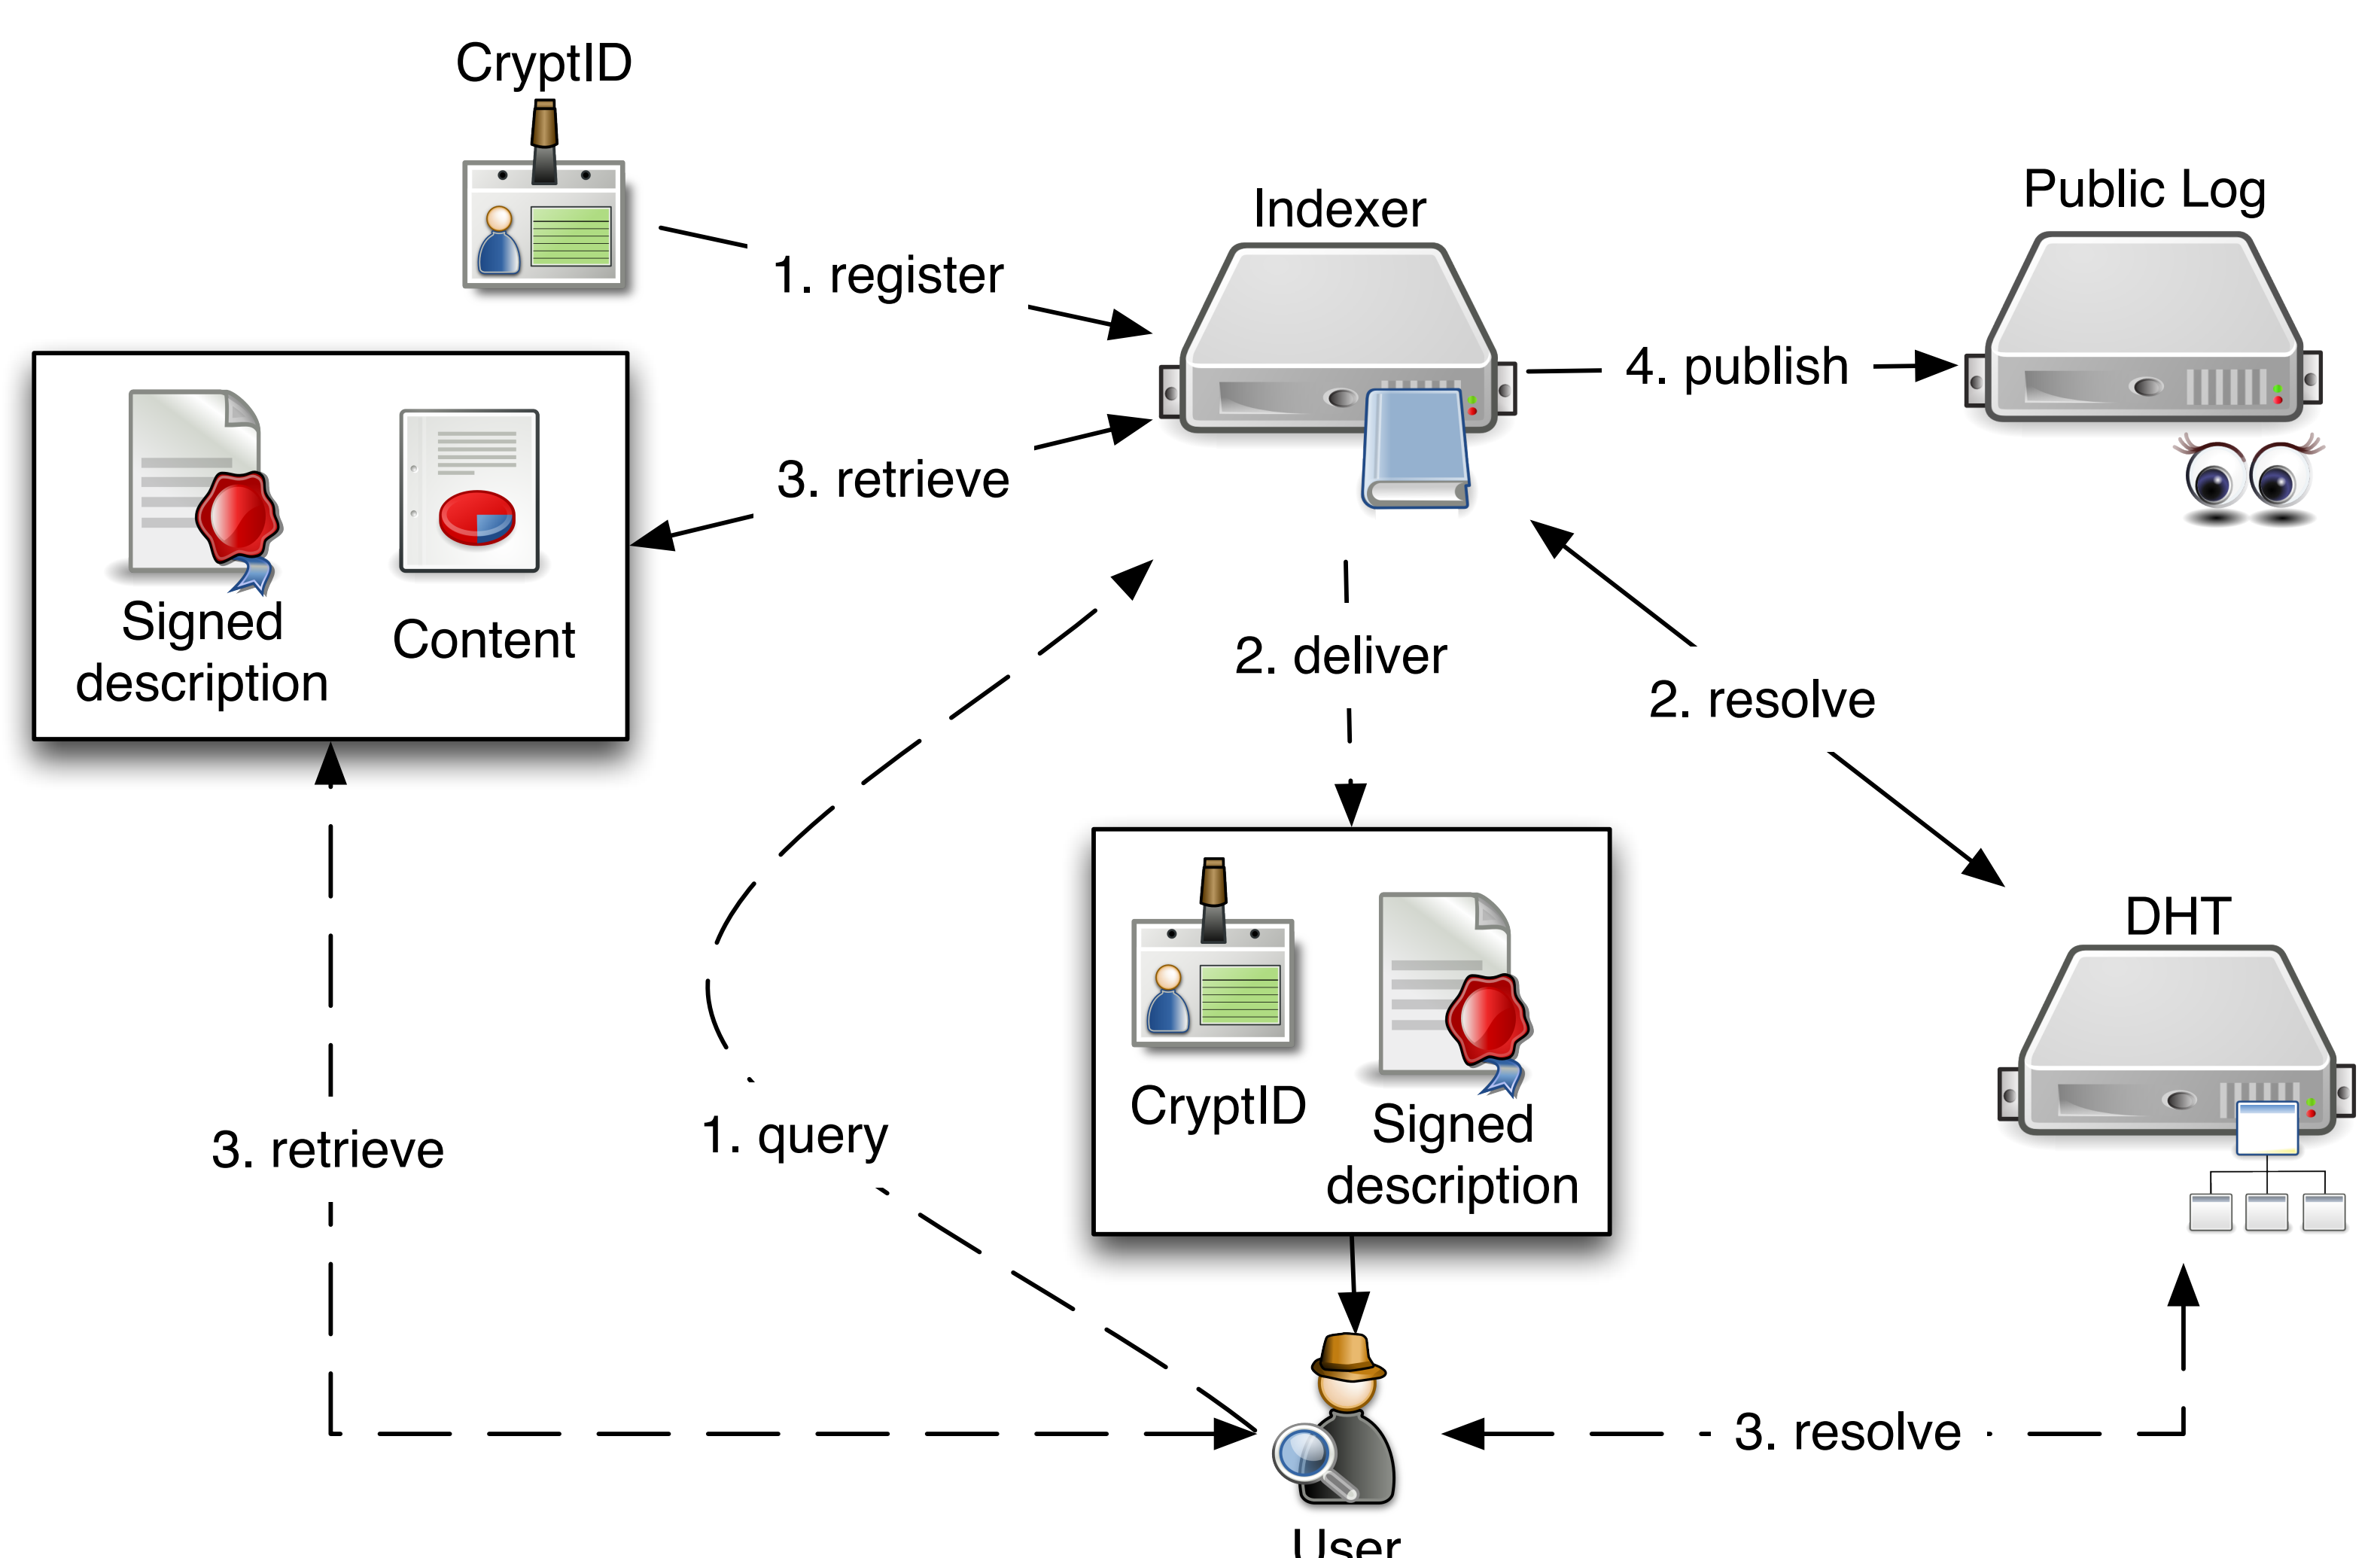 CryptID
Indexer
Public Log
1. register
4. publish
3. retrieve
Signed
description
Content
2. deliver
2. resolve
DHT
CryptID
Signed
description
3. retrieve
1. query
3. resolve
User